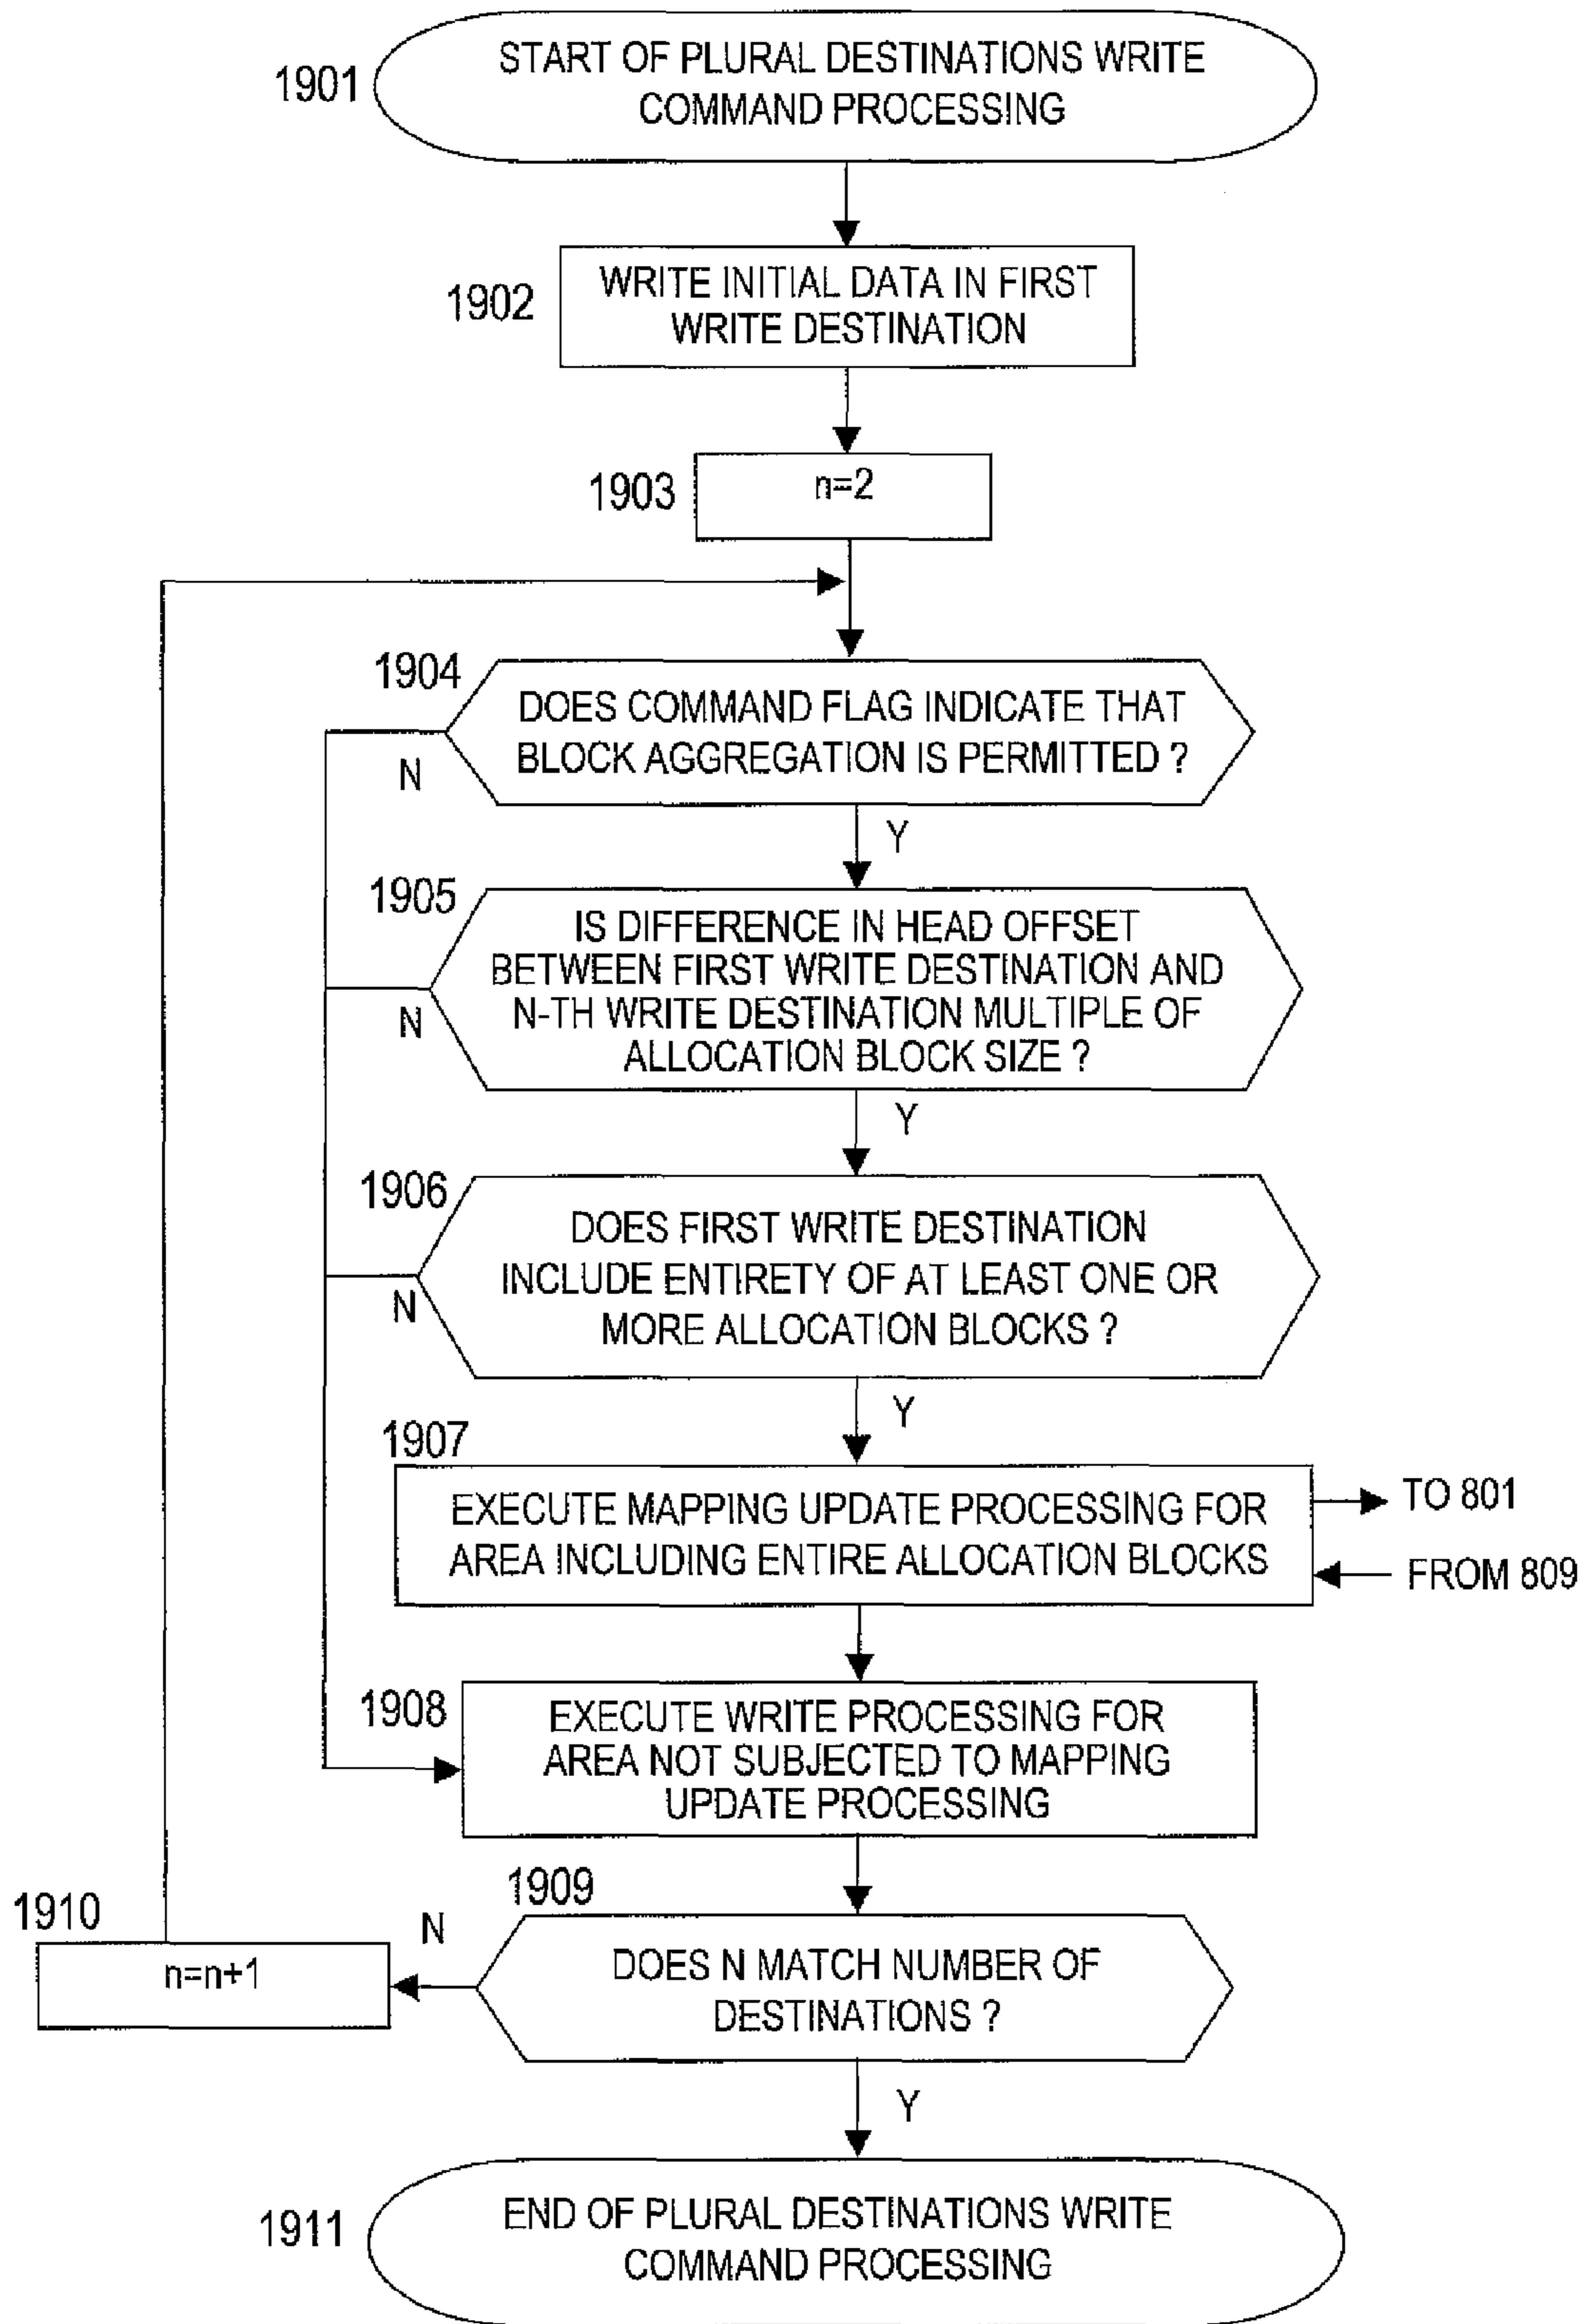 1901
START OF PLURAL DESTINATIONS WRITE
COMMAND PROCESSING
1902
WRITE INITIAL DATA IN FIRST
WRITE DESTINATION
1903
n=2
1904
DOES COMMAND FLAG INDICATE THAT
BLOCK AGGREGATION IS PERMITTED ?
N
Y
1905
IS DIFFERENCE IN HEAD OFFSET
BETWEEN FIRST WRITE DESTINATION AND
N-TH WRITE DESTINATION MULTIPLE OF
ALLOCATION BLOCK SIZE ?
N
Y
1906
DOES FIRST WRITE DESTINATION
INCLUDE ENTIRETY OF AT LEAST ONE OR
MORE ALLOCATION BLOCKS ?
N
Y
1907
EXECUTE MAPPING UPDATE PROCESSING FOR
AREA INCLUDING ENTIRE ALLOCATION BLOCKS
TO 801
FROM 809
1908
EXECUTE WRITE PROCESSING FOR
AREA NOT SUBJECTED TO MAPPING
UPDATE PROCESSING
1909
DOES N MATCH NUMBER OF
DESTINATIONS ?
N
1910
n=n+1
Y
1911
END OF PLURAL DESTINATIONS WRITE
COMMAND PROCESSING